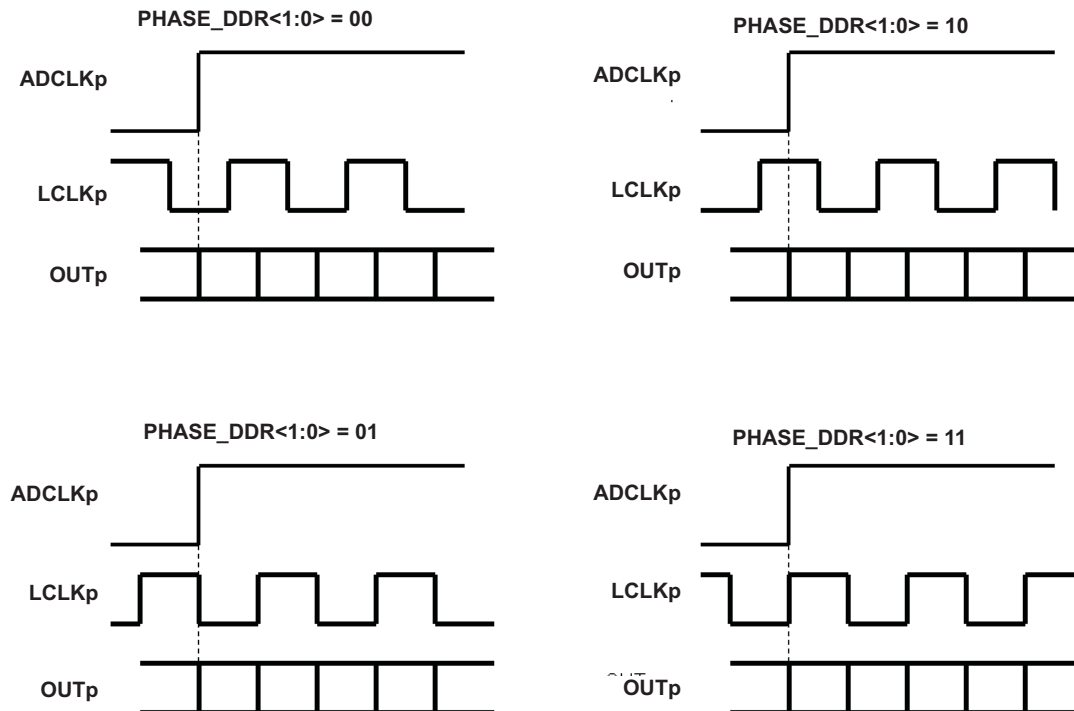 PHASE_DDR<1:0> = 00
ADCLKp
LCLKp
OUTp
PHASE_DDR<1:0> = 10
ADCLKp
LCLKp
OUTp
PHASE_DDR<1:0> = 01
ADCLKp
LCLKp
OUTp
PHASE_DDR<1:0> = 11
ADCLKp
LCLKp
OUTp